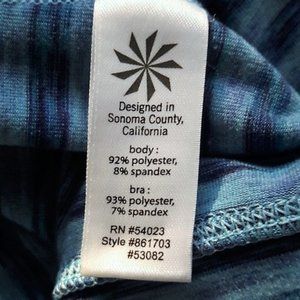 Designed in
Sonoma County,
California
body :
92% polyester,
8% spandex
bra :
93% polyester,
7% spandex
RN #54023
Style #861703
#53082